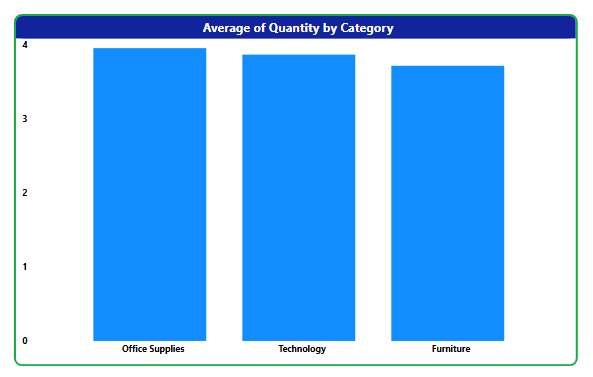 Average of Quantity by Category
4
3
2
1
0
Office Supplies Technology Furniture